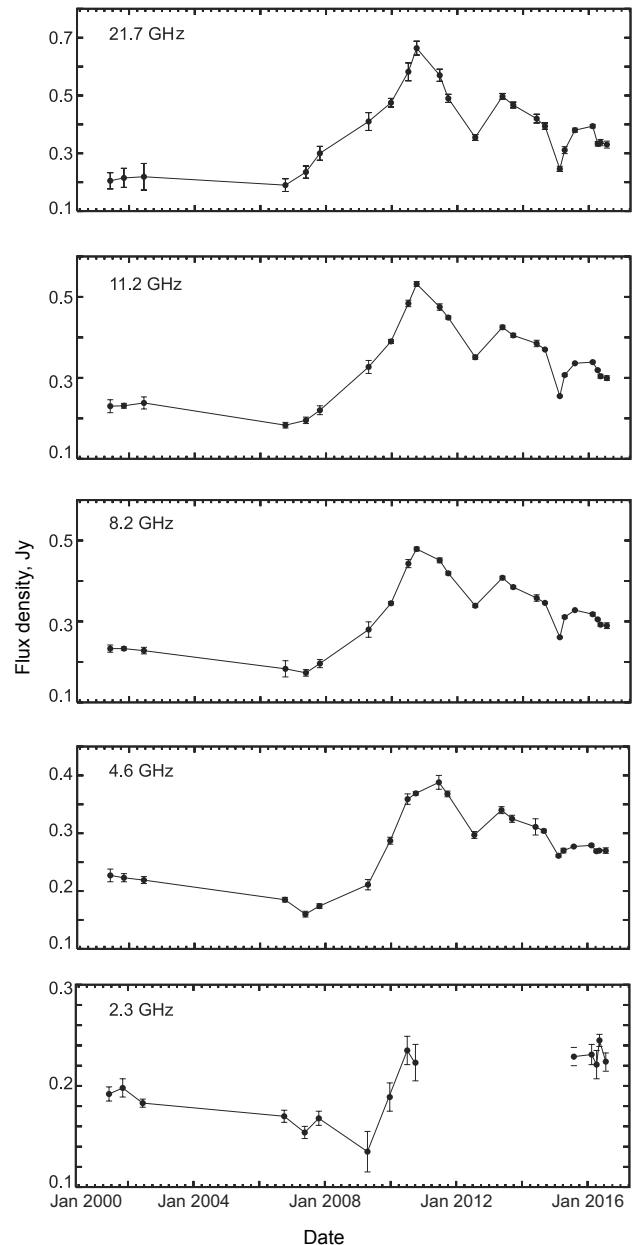 21.7 GHz
0.7
0.5
0.3
0.1
11.2 GHz
0.5
0.3
0.1
8.2 GHz
0.5
0.3
0.1
Flux density, Jy
4.6 GHz
0.4
0.3
0.2
0.1
2.3 GHz
0.3
0.2
0.1
Jan 2000 Jan 2004 Jan 2008 Jan 2012 Jan 2016
Date